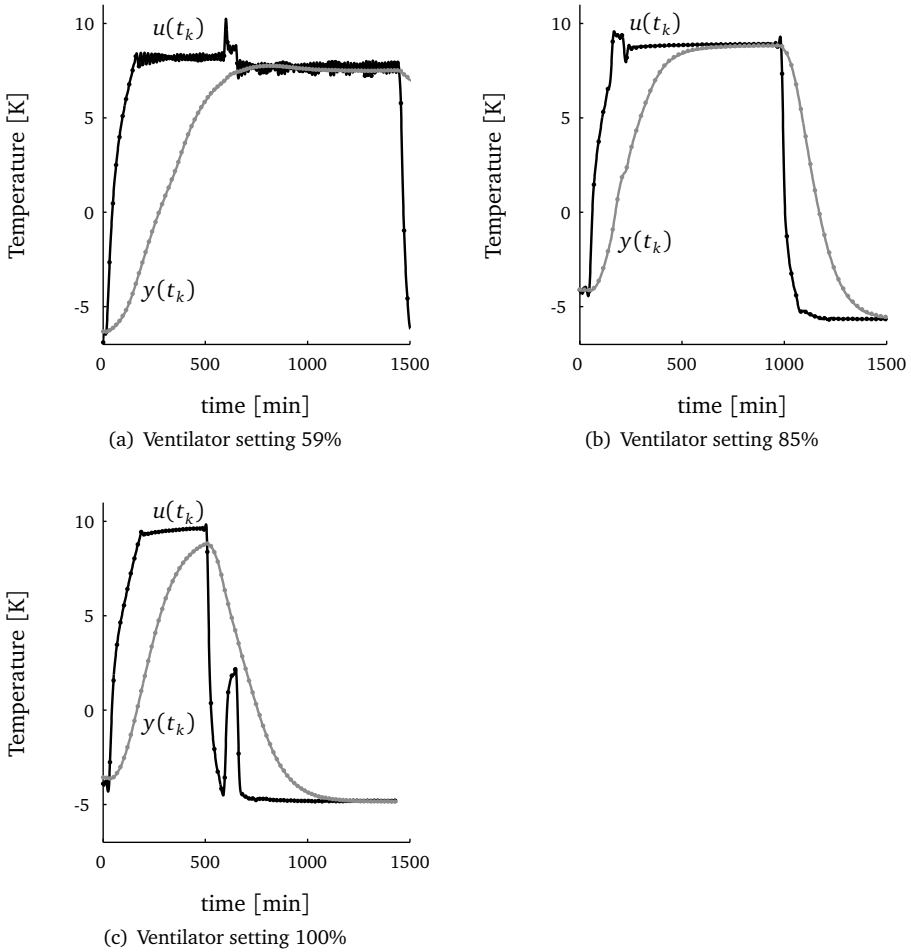 10
5
0
-5
0
500
1000
1500
Temperature [K]
time [min]
u(t_k)
y(t_k)
(a) Ventilator setting 59%
10
5
0
-5
0
500
1000
1500
Temperature [K]
time [min]
u(t_k)
y(t_k)
(b) Ventilator setting 85%
10
5
0
-5
0
500
1000
1500
Temperature [K]
time [min]
u(t_k)
y(t_k)
(c) Ventilator setting 100%